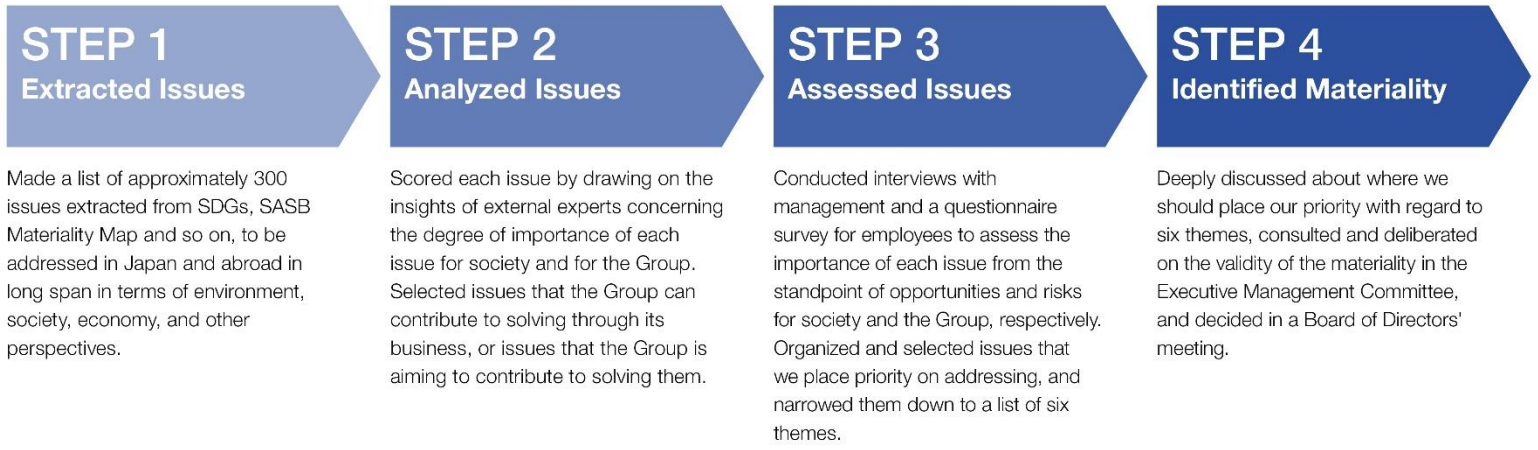 STEP 1
Extracted Issues
Made a list of approximately 300
issues extracted from SDGs, SASB
Materiality Map and so on, to be
addressed in Japan and abroad in
long span in terms of environment,
society, economy, and other
perspectives.
STEP 2
Analyzed Issues
Scored each issue by drawing on the
insights of external experts concerning
the degree of importance of each
issue for society and for the Group.
Selected issues that the Group can
contribute to solving through its
business, or issues that the Group is
aiming to contribute to solving them.
STEP 3
Assessed Issues
Conducted interviews with
management and a questionnaire
survey for employees to assess the
importance of each issue from the
standpoint of opportunities and risks
for society and the Group, respectively.
Organized and selected issues that
we place priority on addressing, and
narrowed them down to a list of six
themes.
STEP 4
Identified Materiality
Deeply discussed about where we
should place our priority with regard to
six themes, consulted and deliberated
on the validity of the materiality in the
Executive Management Committee,
and decided in a Board of Directors'
meeting.